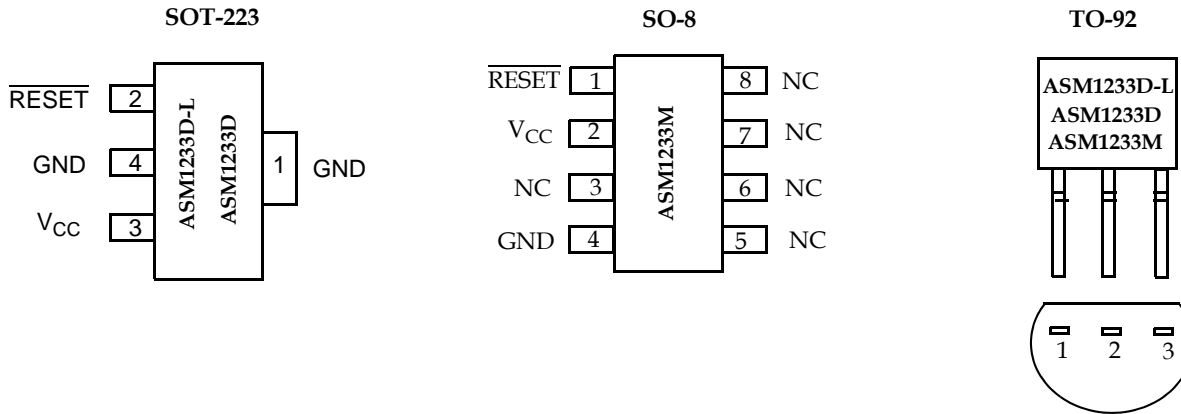 SOT-223
RESET 2
GND 4
VCC 3
1 GND
ASM1233D-L
ASM1233D
SO-8
RESET 1
VCC 2
NC 3
GND 4
ASM1233M
8 NC
7 NC
6 NC
5 NC
TO-92
ASM1233D-L
ASM1233D
ASM1233M
1 2 3